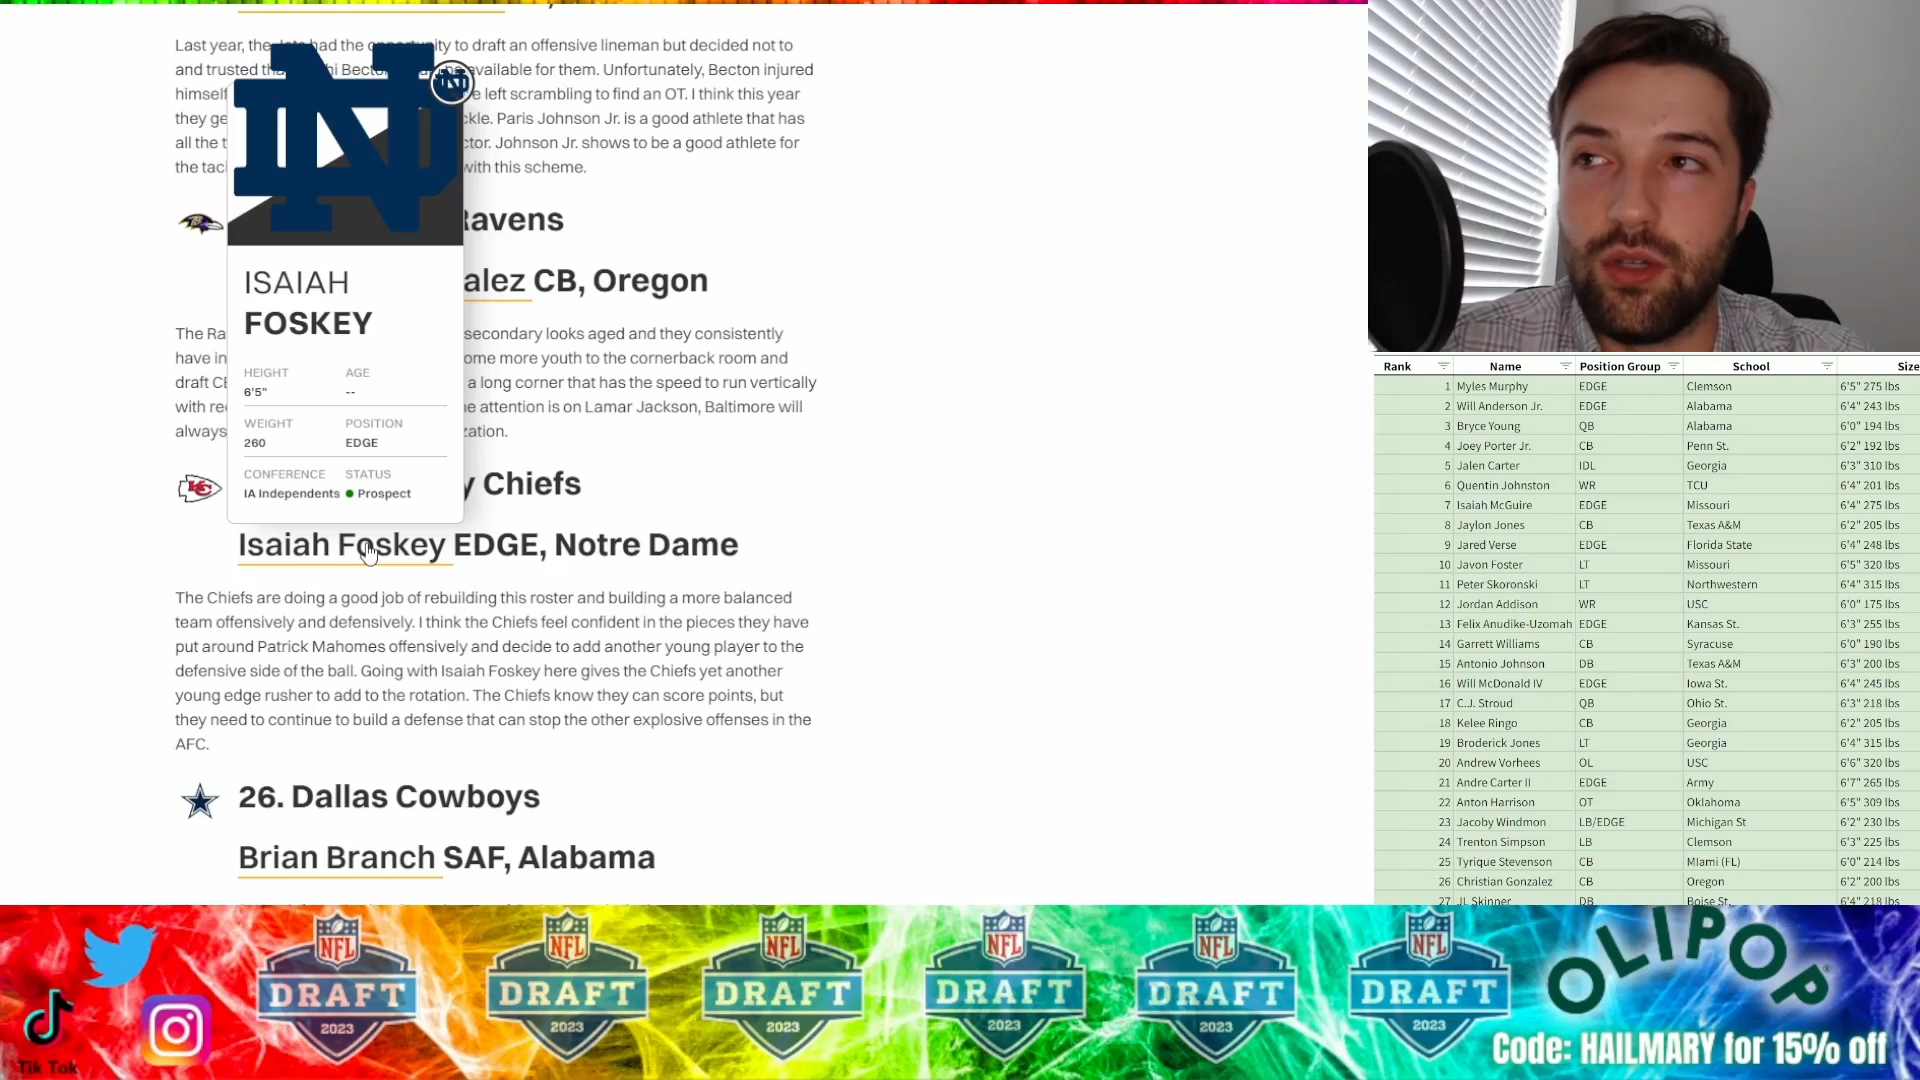 Last year, the Jets had the opportunity to draft an offensive lineman but decided not to
and trusted that available for them. Unfortunately, Becton injured
himself left scrambling to find an OT. I think this year
they Paris Johnson Jr. is a good athlete that has
all the Johnson Jr. shows to be a good athlete for
the with this scheme.
Ravens
alez CB, Oregon
The secondary looks aged and they consistently
have more youth to the cornerback room and
draft a long corner that has the speed to run vertically
with attention is on Lamar Jackson, Baltimore will
always
ISAIAH
FOSKEY
HEIGHT AGE
6'5" --
WEIGHT POSITION
260 EDGE
CONFERENCE STATUS
IA Independents Prospect
y Chiefs
Isaiah Foskey EDGE, Notre Dame
The Chiefs are doing a good job of rebuilding this roster and building a more balanced
team offensively and defensively. I think the Chiefs feel confident in the pieces they have
put around Patrick Mahomes offensively and decide to add another young player to the
defensive side of the ball. Going with Isaiah Foskey here gives the Chiefs yet another
young edge rusher to add to the rotation. The Chiefs know they can score points, but
they need to continue to build a defense that can stop the other explosive offenses in the
AFC.
26. Dallas Cowboys
Brian Branch SAF, Alabama
Rank Name Position Group School Size
1 Myles Murphy EDGE Clemson 6'5" 275 lbs
2 Will Anderson Jr. EDGE Alabama 6'4" 243 lbs
3 Bryce Young QB Alabama 6'0" 194 lbs
4 Joey Porter Jr. CB Penn St. 6'2" 192 lbs
5 Jalen Carter IDL Georgia 6'3" 310 lbs
6 Quentin Johnston WR TCU 6'4" 201 lbs
7 Isaiah McGuire EDGE Missouri 6'4" 275 lbs
8 Jaylon Jones CB Texas A&M 6'2" 205 lbs
9 Jared Verse EDGE Florida State 6'4" 248 lbs
10 Javon Foster LT Missouri 6'5" 320 lbs
11 Peter Skoronski LT Northwestern 6'4" 315 lbs
12 Jordan Addison WR USC 6'0" 175 lbs
13 Felix Anudike-Uzomah EDGE Kansas St. 6'3" 255 lbs
14 Garrett Williams CB Syracuse 6'0" 190 lbs
15 Antonio Johnson DB Texas A&M 6'3" 200 lbs
16 Will McDonald IV EDGE Iowa St. 6'4" 245 lbs
17 C.J. Stroud QB Ohio St. 6'3" 218 lbs
18 Kelee Ringo CB Georgia 6'2" 205 lbs
19 Broderick Jones LT Georgia 6'4" 315 lbs
20 Andrew Vorhees OL USC 6'6" 320 lbs
21 Andre Carter II EDGE Army 6'7" 265 lbs
22 Anton Harrison OT Oklahoma 6'5" 309 lbs
23 Jacoby Windmon LB/EDGE Michigan St 6'2" 230 lbs
24 Trenton Simpson LB Clemson 6'3" 225 lbs
25 Tyrique Stevenson CB MIami (FL) 6'0" 214 lbs
26 Christian Gonzalez CB Oregon 6'2" 200 lbs
27 JL Skinner DB Boise St. 6'4" 218 lbs
Tik Tok
NFL DRAFT 2023
NFL DRAFT 2023
NFL DRAFT 2023
NFL DRAFT 2023
NFL DRAFT 2023
NFL DRAFT 2023
OLIPOP
Code: HAILMARY for 15% off